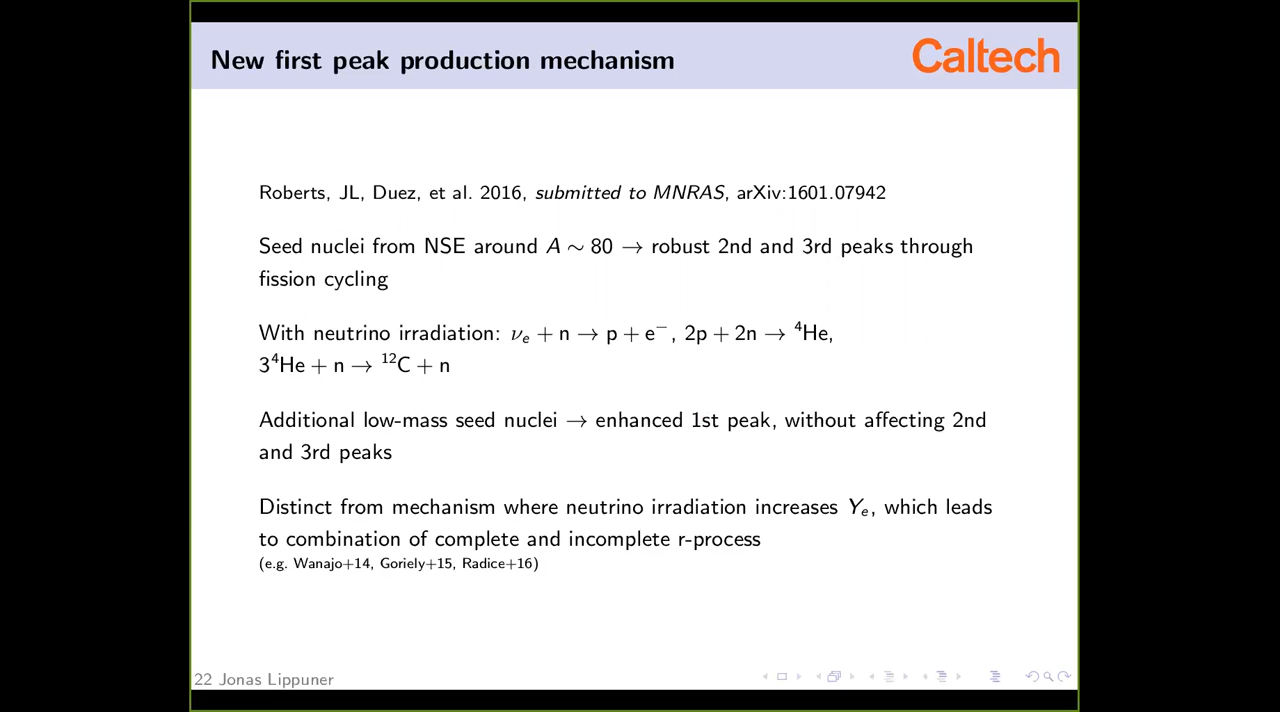 New first peak production mechanism
Caltech
Roberts, JL, Duez, et al. 2016, submitted to MNRAS, arXiv:1601.07942
Seed nuclei from NSE around A ∼ 80 → robust 2nd and 3rd peaks through
fission cycling
With neutrino irradiation: νₑ + n → p + e⁻, 2p + 2n → ⁴He,
3⁴He + n → ¹²C + n
Additional low-mass seed nuclei → enhanced 1st peak, without affecting 2nd
and 3rd peaks
Distinct from mechanism where neutrino irradiation increases Yₑ, which leads
to combination of complete and incomplete r-process
(e.g. Wanajo+14, Goriely+15, Radice+16)
22 Jonas Lippuner